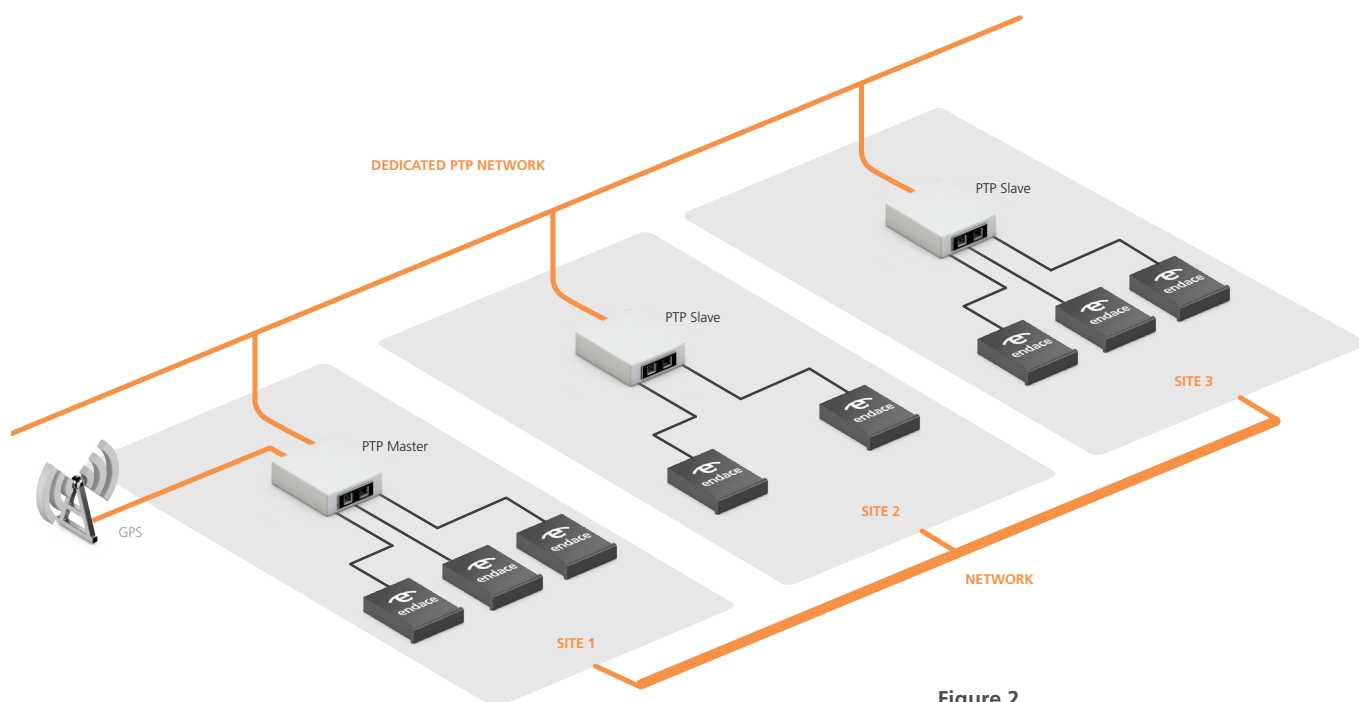 DEDICATED PTP NETWORK
PTP Slave
endace
endace
endace
SITE 3
PTP Slave
endace
endace
SITE 2
PTP Master
GPS
endace
endace
endace
SITE 1
NETWORK
Figure 2